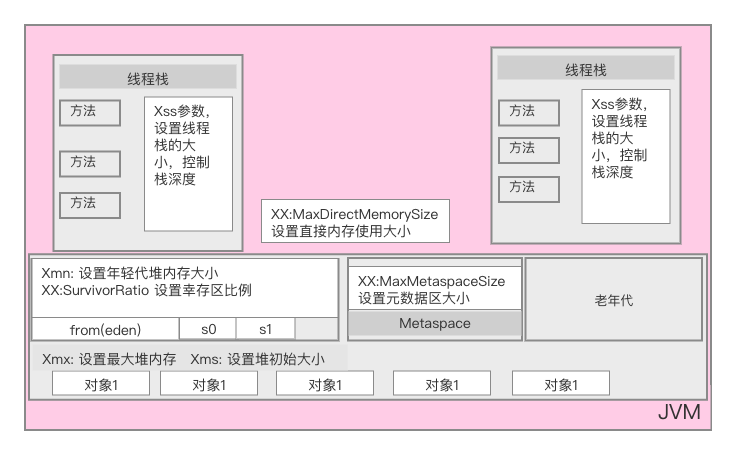 线程栈
方法
方法
方法
Xss参数，
设置线程
栈的大
小，控制
栈深度
线程栈
方法
方法
方法
Xss参数，
设置线程
栈的大
小，控制
栈深度
XX:MaxDirectMemorySize
设置直接内存使用大小
Xmn: 设置年轻代堆内存大小
XX:SurvivorRatio 设置幸存区比例
from(eden)
s0
s1
XX:MaxMetaspaceSize
设置元数据区大小
Metaspace
老年代
Xmx: 设置最大堆内存 Xms: 设置堆初始大小
对象1
对象1
对象1
对象1
对象1
JVM